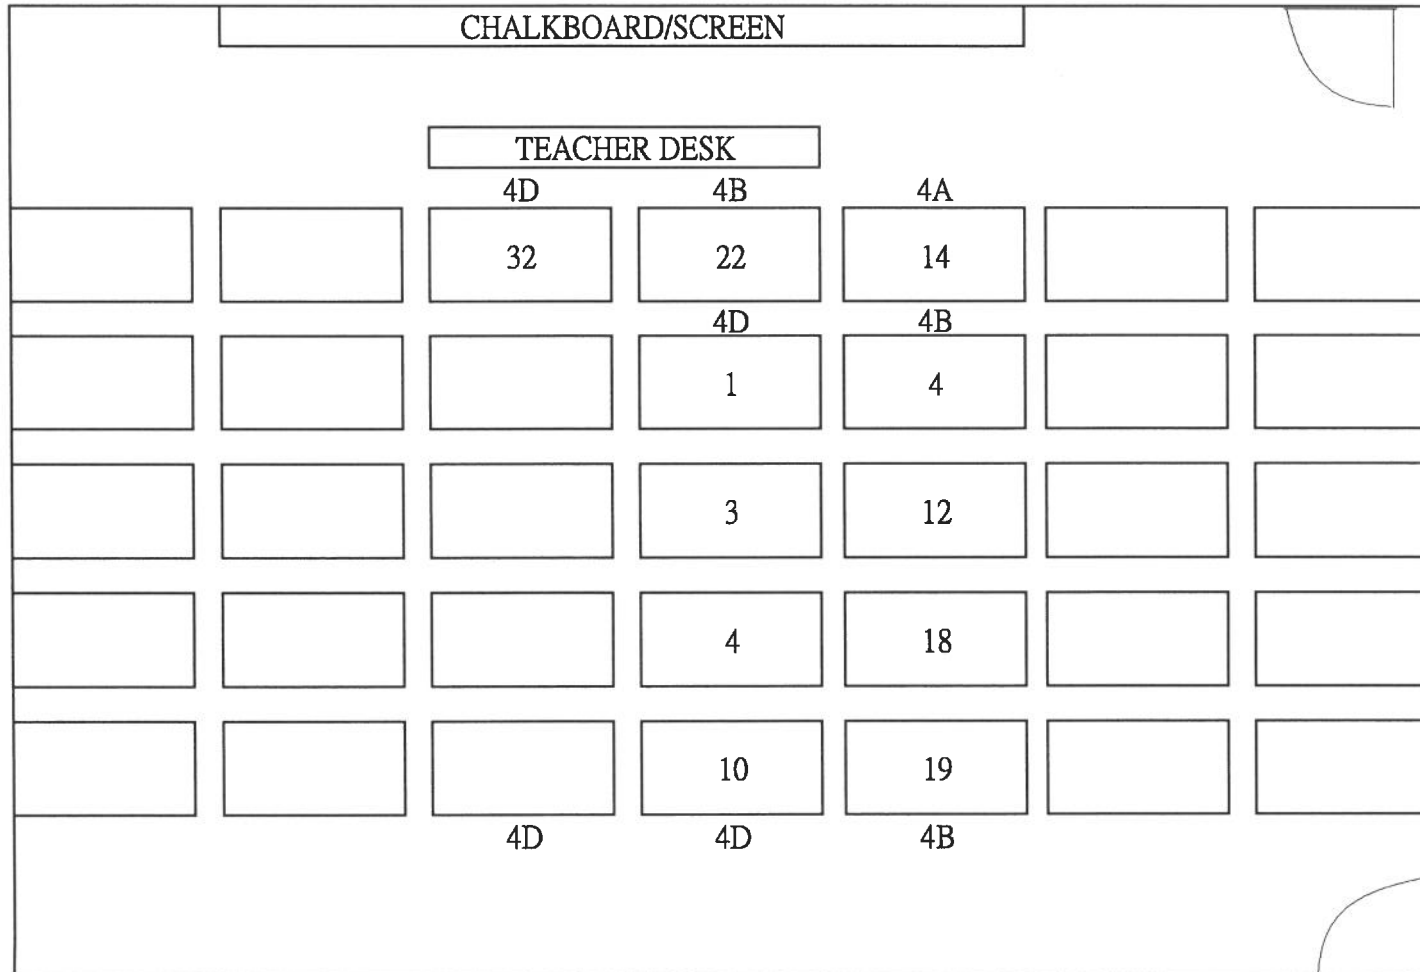 CHALKBOARD/SCREEN
TEACHER DESK
4D 4B 4A
32 22 14
4D 4B
1 4
3 12
4 18
10 19
4D 4D 4B